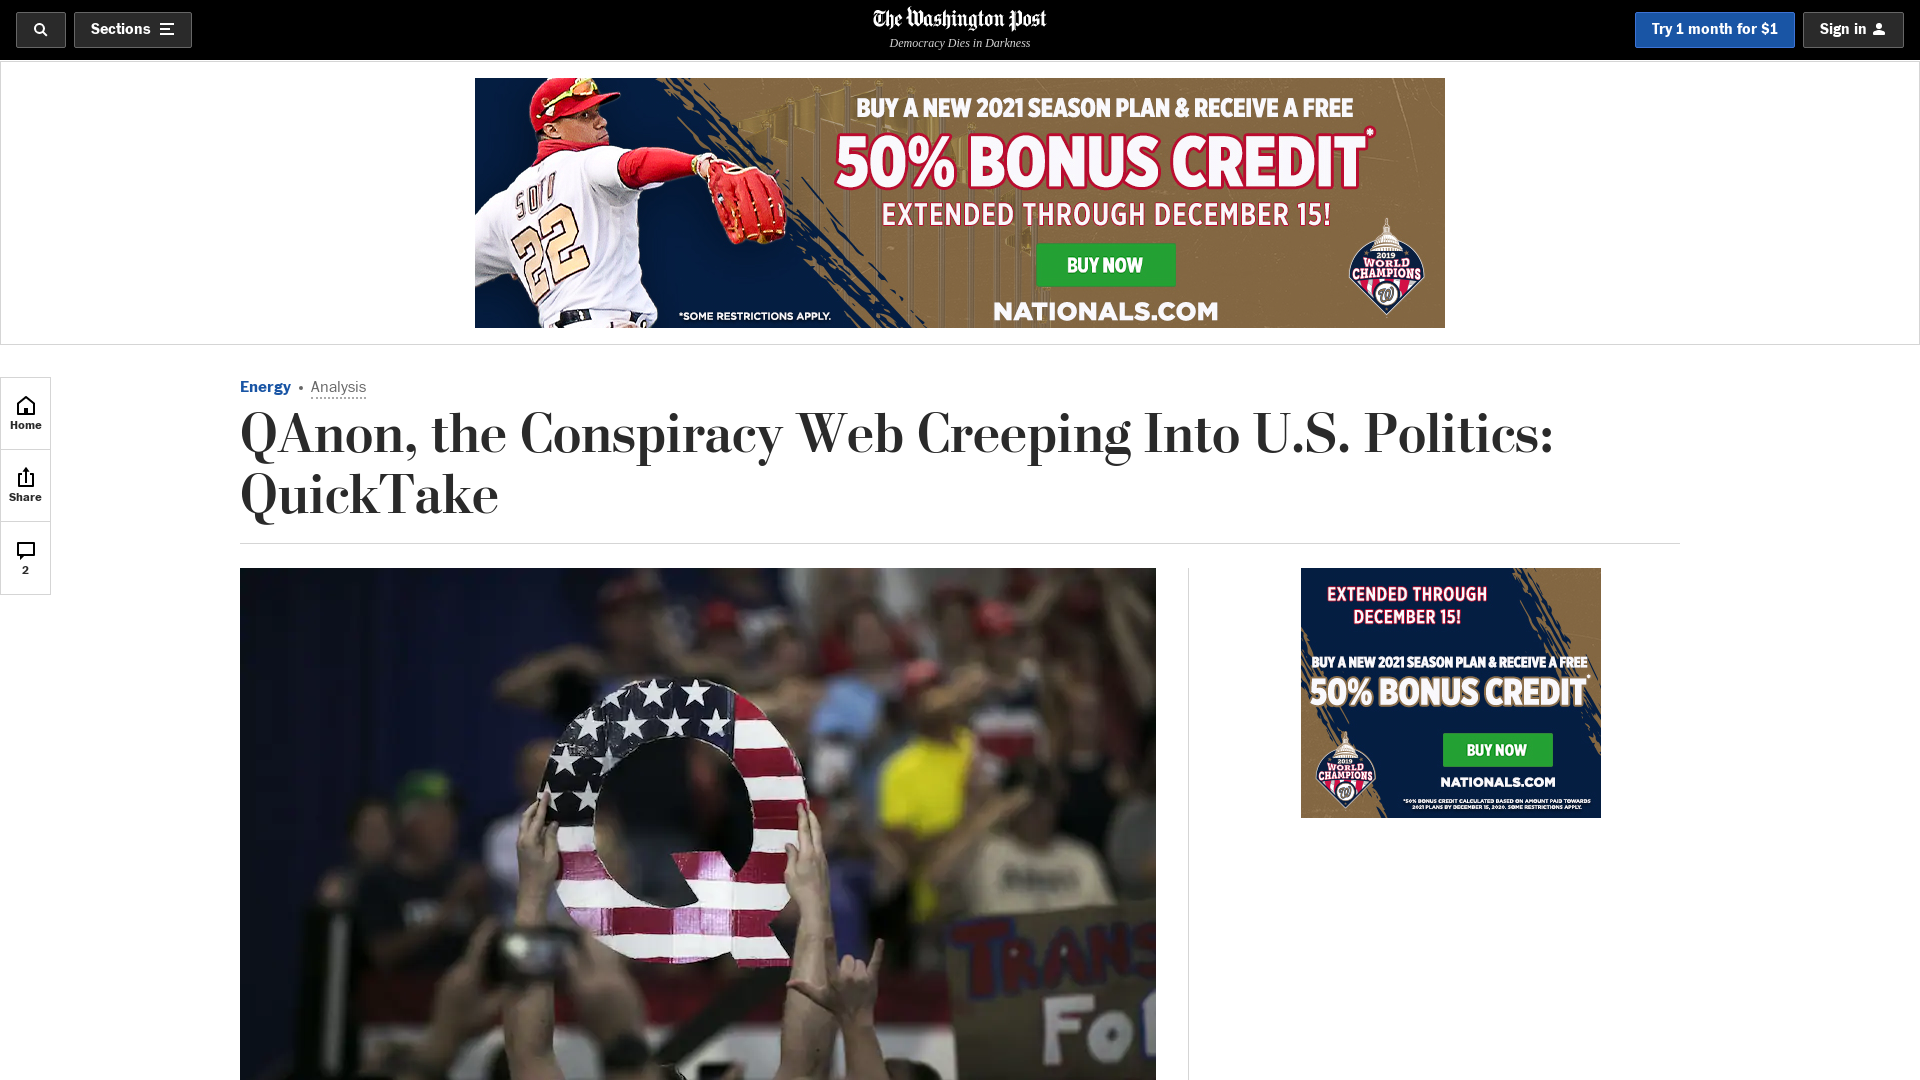 Sections
The Washington Post
Democracy Dies in Darkness
Try 1 month for $1
Sign in
BUY A NEW 2021 SEASON PLAN & RECEIVE A FREE
50% BONUS CREDIT*
EXTENDED THROUGH DECEMBER 15!
BUY NOW
NATIONALS.COM
*SOME RESTRICTIONS APPLY.
22
2019
WORLD
CHAMPIONS
W
Home
Share
2
Energy • Analysis
QAnon, the Conspiracy Web Creeping Into U.S. Politics:
QuickTake
Q
TRANS
Fo
EXTENDED THROUGH
DECEMBER 15!
BUY A NEW 2021 SEASON PLAN & RECEIVE A FREE
50% BONUS CREDIT*
BUY NOW
NATIONALS.COM
2019
WORLD
CHAMPIONS
W
*50% BONUS CREDIT CALCULATED BASED ON AMOUNT PAID TOWARDS
2021 PLANS BY DECEMBER 15, 2020. SOME RESTRICTIONS APPLY.